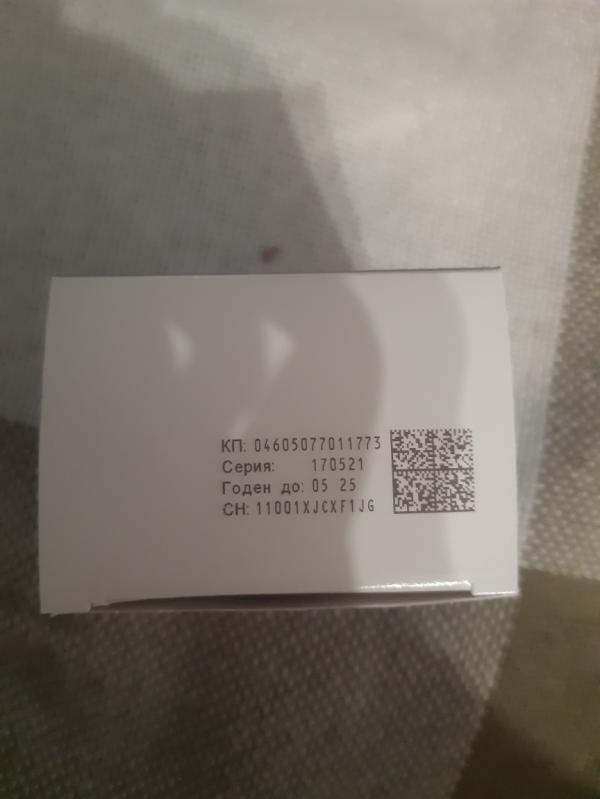 КП: 04605077011773
Серия: 170521
Годен до: 05 25
СН: 11001XJCXF1JG